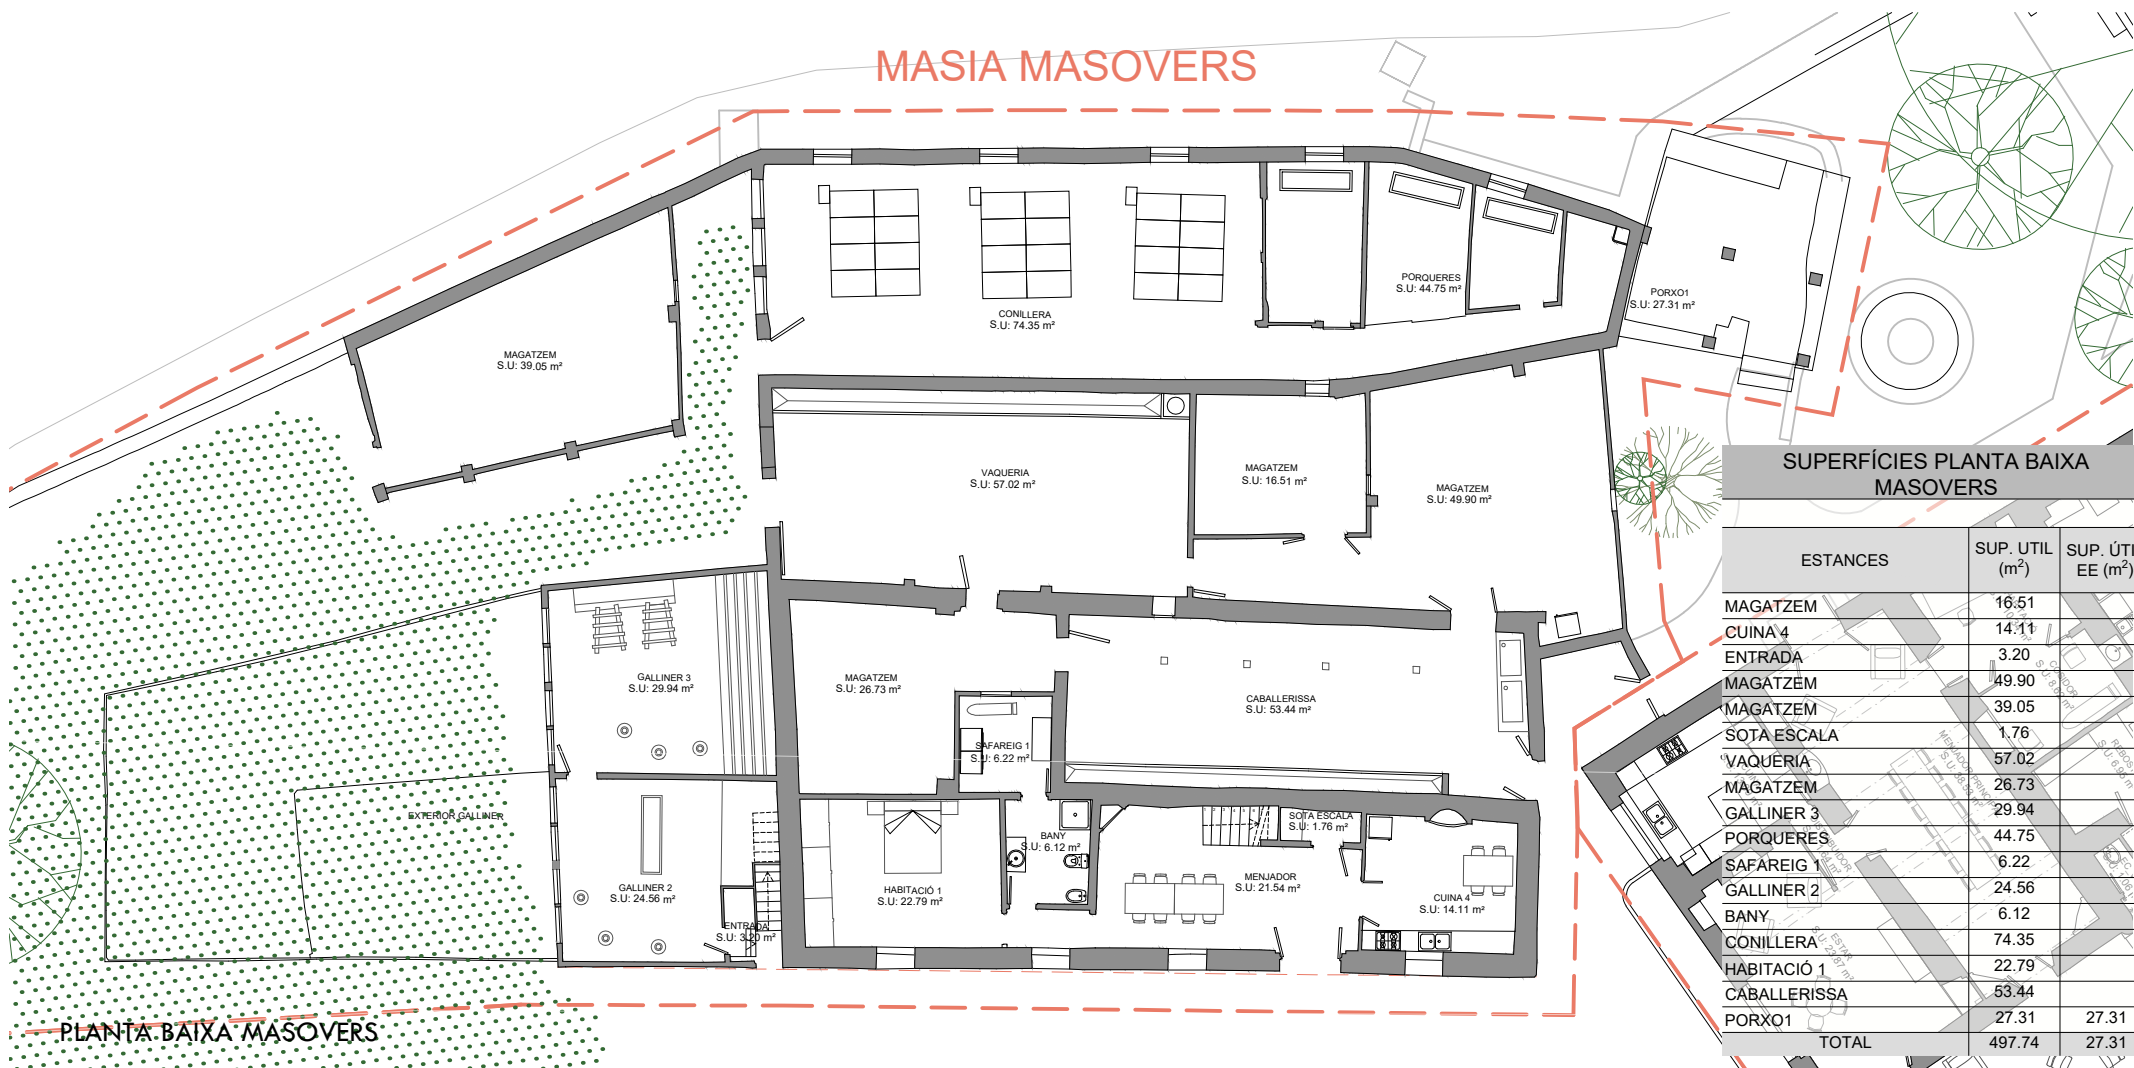 MASIA MASOVERS
PORQUERES
S.U: 44.75 m²
PORXO1
S.U: 27.31 m²
CONILLERA
S.U: 74.35 m²
MAGATZEM
S.U: 39.05 m²
VAQUERIA
S.U: 57.02 m²
MAGATZEM
S.U: 16.51 m²
MAGATZEM
S.U: 49.90 m²
GALLINER 3
S.U: 29.94 m²
MAGATZEM
S.U: 26.73 m²
CABALLERISSA
S.U: 53.44 m²
SAFAREIG 1
S.U: 6.22 m²
EXTERIOR GALLINER
SOTA ESCALA
S.U: 1.76 m²
BANY
S.U: 6.12 m²
GALLINER 2
S.U: 24.56 m²
HABITACIÓ 1
S.U: 22.79 m²
MENJADOR
S.U: 21.54 m²
CUINA 4
S.U: 14.11 m²
ENTRADA
S.U: 3.20 m²
PLANTA BAIXA MASOVERS
SUPERFÍCIES PLANTA BAIXA
MASOVERS
ESTANCES SUP. UTIL (m²) SUP. ÚTI EE (m²)
MAGATZEM 16.51
CUINA 4 14.11
ENTRADA 3.20
MAGATZEM 49.90
MAGATZEM 39.05
SOTA ESCALA 1.76
VAQUERIA 57.02
MAGATZEM 26.73
GALLINER 3 29.94
PORQUERES 44.75
SAFAREIG 1 6.22
GALLINER 2 24.56
BANY 6.12
CONILLERA 74.35
HABITACIÓ 1 22.79
CABALLERISSA 53.44
PORXO1 27.31 27.31
TOTAL 497.74 27.31